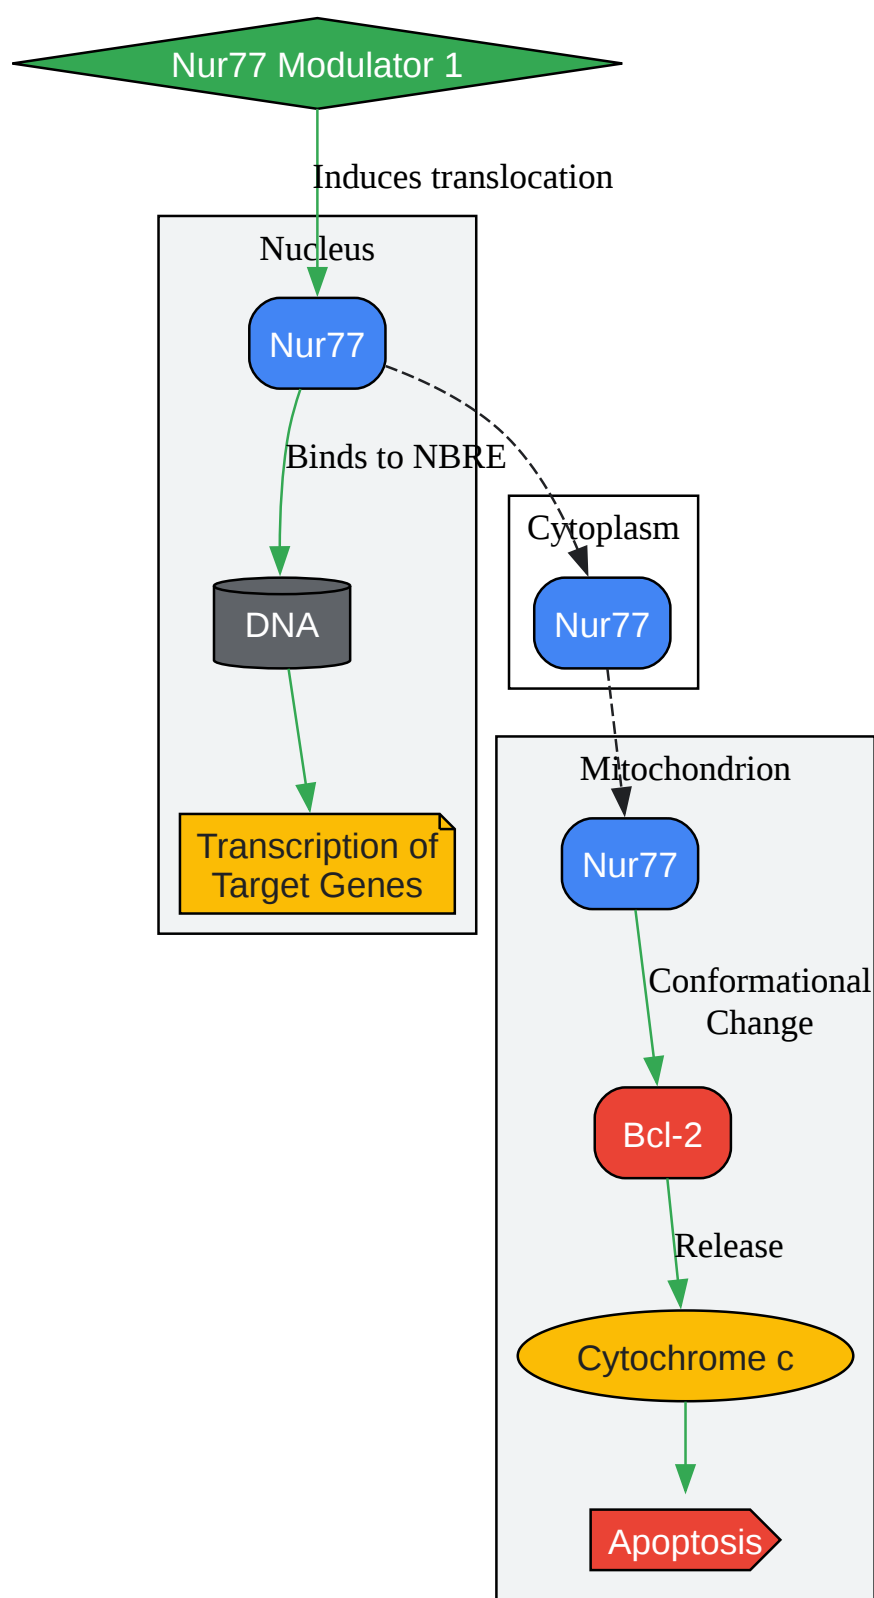 Nur77 Modulator 1
Induces translocation
Nucleus
Nur77
Binds to NBRE
Cytoplasm
DNA
Nur77
Mitochondrion
Transcription of
Target Genes
Nur77
Conformational
Change
Bcl-2
Release
Cytochrome c
Apoptosis